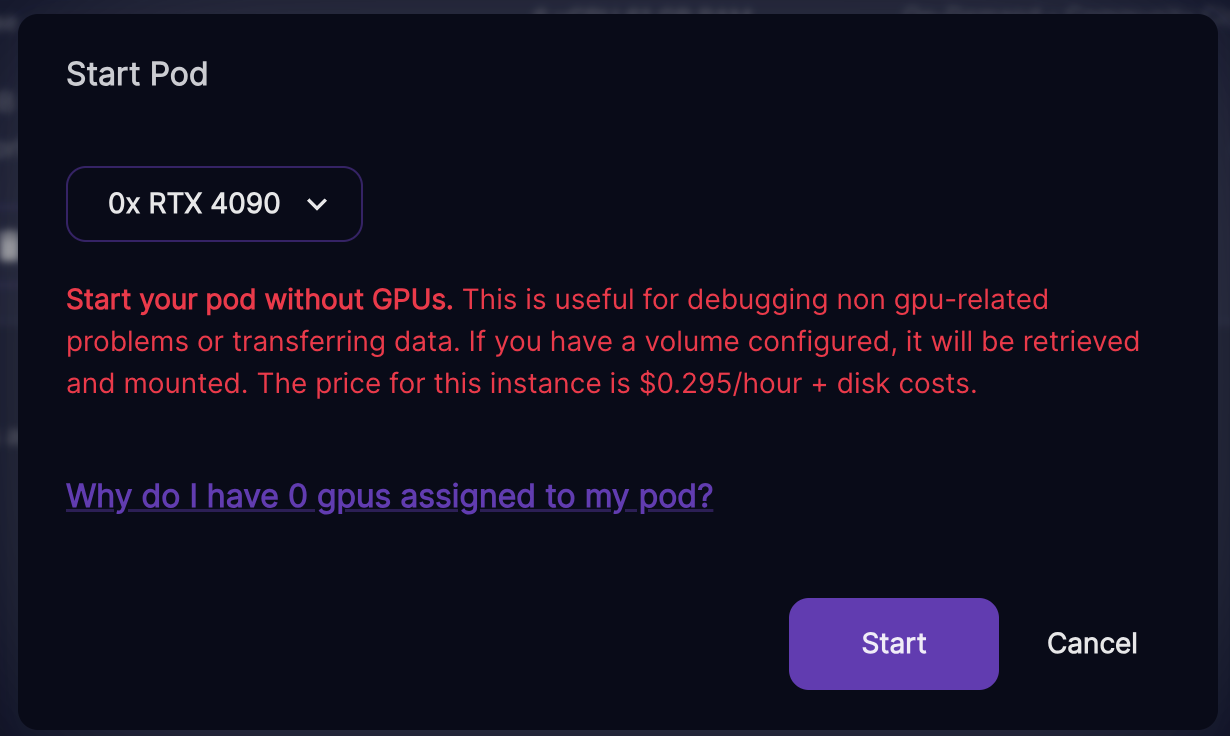 Start Pod
0x RTX 4090
Start your pod without GPUs. This is useful for debugging non gpu-related
problems or transferring data. If you have a volume configured, it will be retrieved
and mounted. The price for this instance is $0.295/hour + disk costs.
Why do I have 0 gpus assigned to my pod?
Start
Cancel